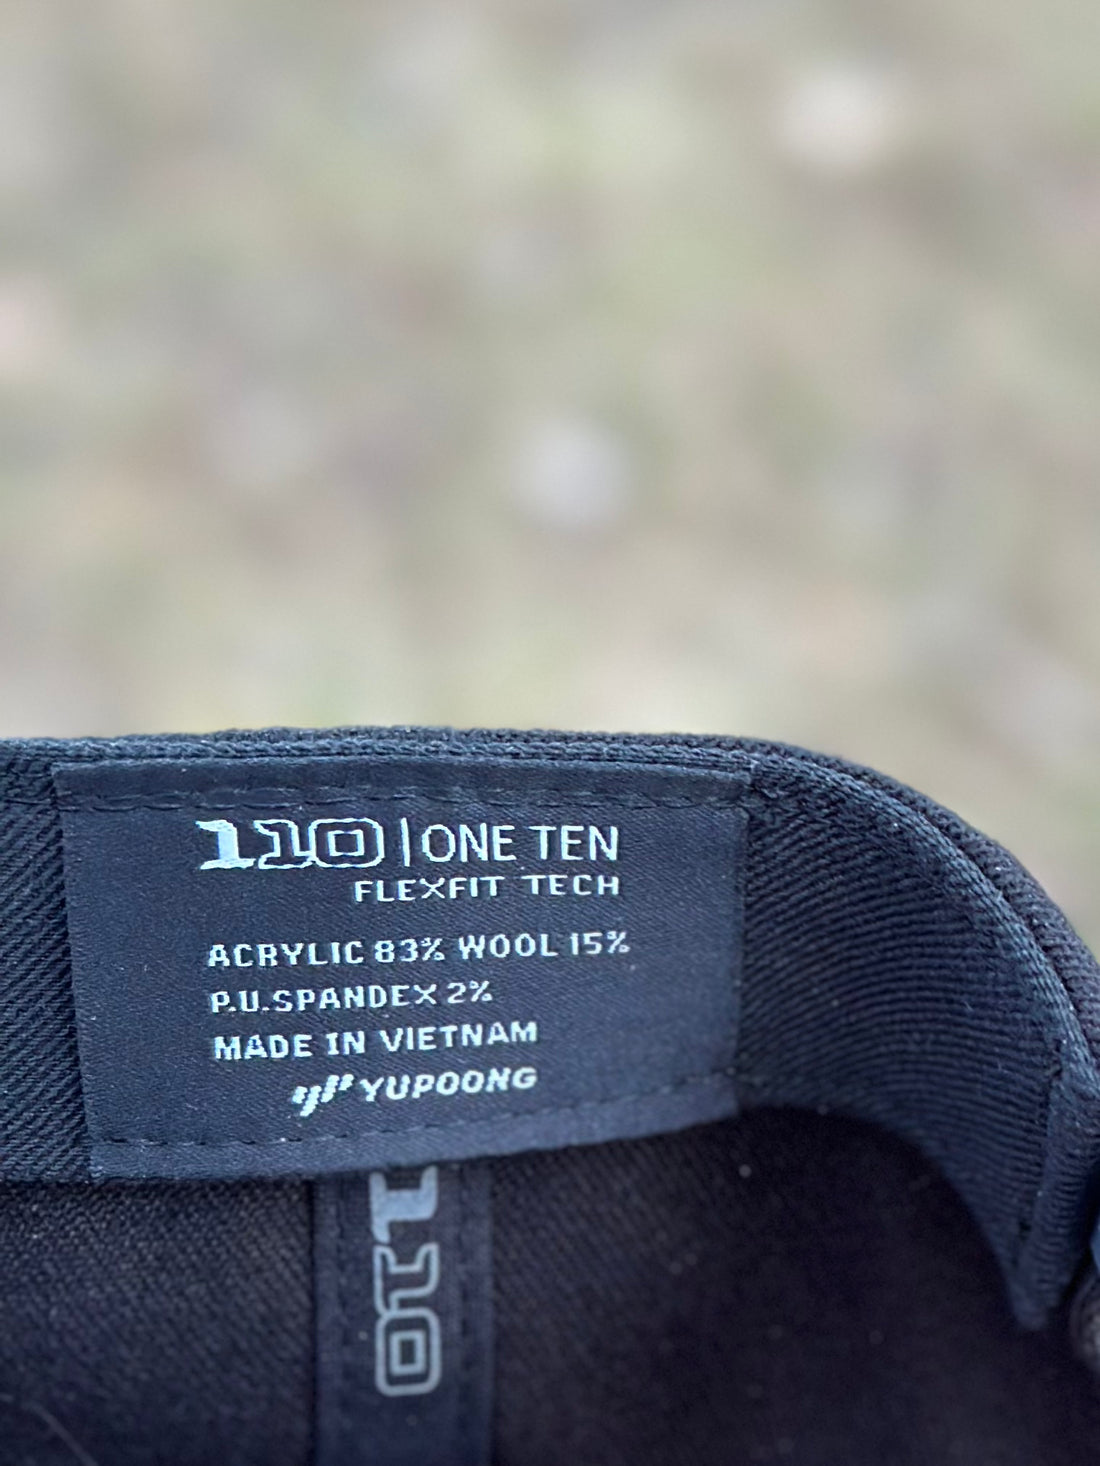 110 | ONE TEN
FLEXFIT TECH
ACRYLIC 83% WOOL 15%
P.U.SPANDEX 2%
MADE IN VIETNAM
YUPOONG
110